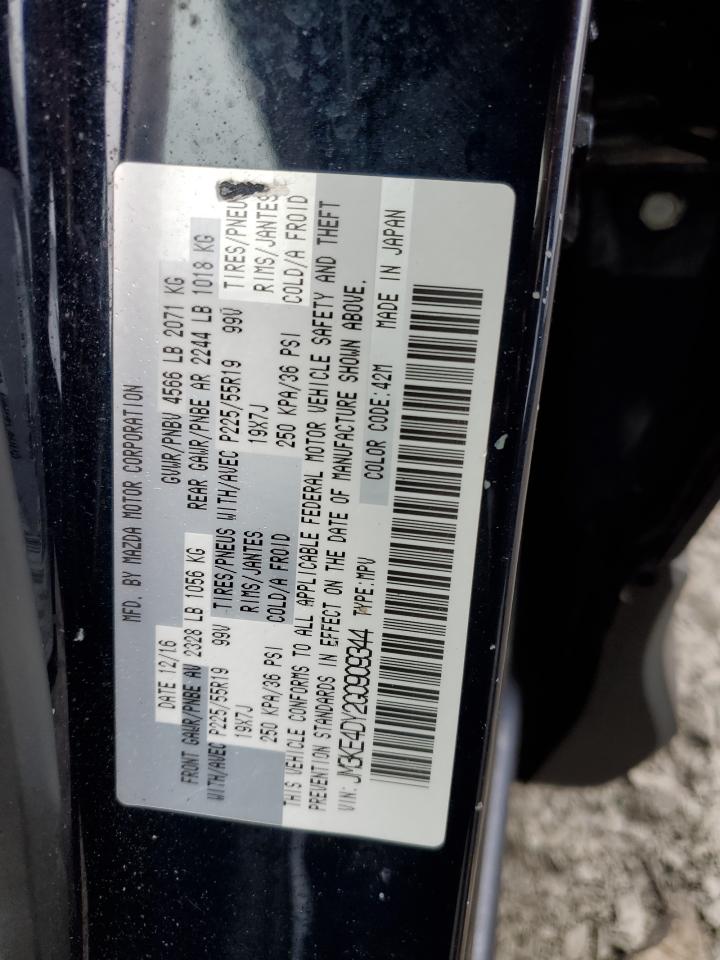 MFD. BY MAZDA MOTOR CORPORATION
DATE 12/16 GVWR/PNBV 4566 LB 2071 KG
FRONT GAWR/PNBE AV 2328 LB 1056 KG REAR GAWR/PNBE AR 2244 LB 1018 KG
WITH/AVEC P225/55R19 99V TIRES/PNEUS WITH/AVEC P225/55R19 99V TIRES/PNEUS
19X7J RIMS/JANTES 19X7J RIMS/JANTES
250 KPA/36 PSI COLD/A FROID 250 KPA/36 PSI COLD/A FROID
THIS VEHICLE CONFORMS TO ALL APPLICABLE FEDERAL MOTOR VEHICLE SAFETY AND THEFT
PREVENTION STANDARDS IN EFFECT ON THE DATE OF MANUFACTURE SHOWN ABOVE.
VIN: JM3KE4DY2G0909344 TYPE:MPV COLOR CODE:42M MADE IN JAPAN